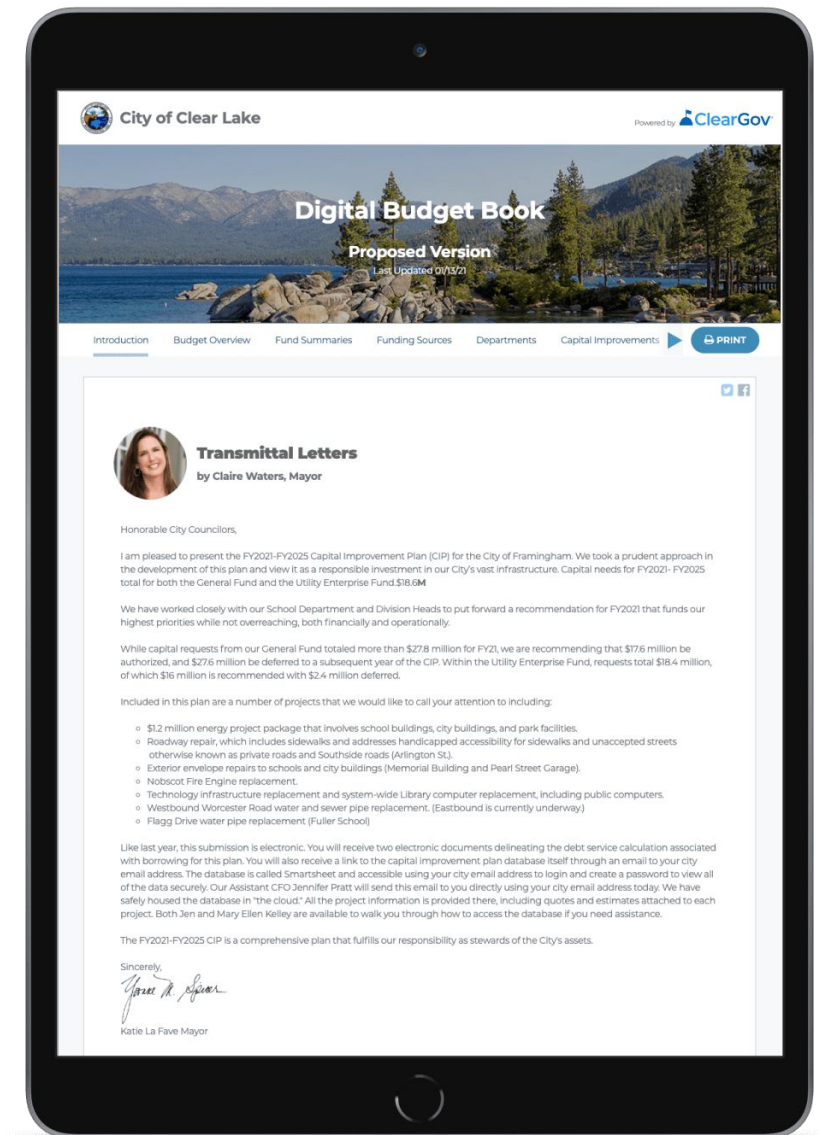 City of Clear Lake
Powered by ClearGov
Digital Budget Book
Proposed Version
Last Updated 01/13/21
Introduction Budget Overview Fund Summaries Funding Sources Departments Capital Improvements PRINT
Transmittal Letters
by Claire Waters, Mayor
Honorable City Councilors,
I am pleased to present the FY2021-FY2025 Capital Improvement Plan (CIP) for the City of Framingham. We took a prudent approach in
the development of this plan and view it as a responsible investment in our City's vast infrastructure. Capital needs for FY2021- FY2025
total for both the General Fund and the Utility Enterprise Fund.$18.6M
We have worked closely with our School Department and Division Heads to put forward a recommendation for FY2021 that funds our
highest priorities while not overreaching, both financially and operationally.
While capital requests from our General Fund totaled more than $27.8 million for FY21, we are recommending that $17.6 million be
authorized, and $27.6 million be deferred to a subsequent year of the CIP. Within the Utility Enterprise Fund, requests total $18.4 million,
of which $16 million is recommended with $2.4 million deferred.
Included in this plan are a number of projects that we would like to call your attention to including:
$1.2 million energy project package that involves school buildings, city buildings, and park facilities.
Roadway repair, which includes sidewalks and addresses handicapped accessibility for sidewalks and unaccepted streets
otherwise known as private roads and Southside roads (Arlington St.).
Exterior envelope repairs to schools and city buildings (Memorial Building and Pearl Street Garage).
Nobscot Fire Engine replacement.
Technology infrastructure replacement and system-wide Library computer replacement, including public computers.
Westbound Worcester Road water and sewer pipe replacement. (Eastbound is currently underway.)
Flagg Drive water pipe replacement (Fuller School)
Like last year, this submission is electronic. You will receive two electronic documents delineating the debt service calculation associated
with borrowing for this plan. You will also receive a link to the capital improvement plan database itself through an email to your city
email address. The database is called Smartsheet and accessible using your city email address to login and create a password to view all
of the data securely. Our Assistant CFO Jennifer Pratt will send this email to you directly using your city email address today. We have
safely housed the database in "the cloud." All the project information is provided there, including quotes and estimates attached to each
project. Both Jen and Mary Ellen Kelley are available to walk you through how to access the database if you need assistance.
The FY2021-FY2025 CIP is a comprehensive plan that fulfills our responsibility as stewards of the City's assets.
Sincerely,
Katie La Fave Mayor